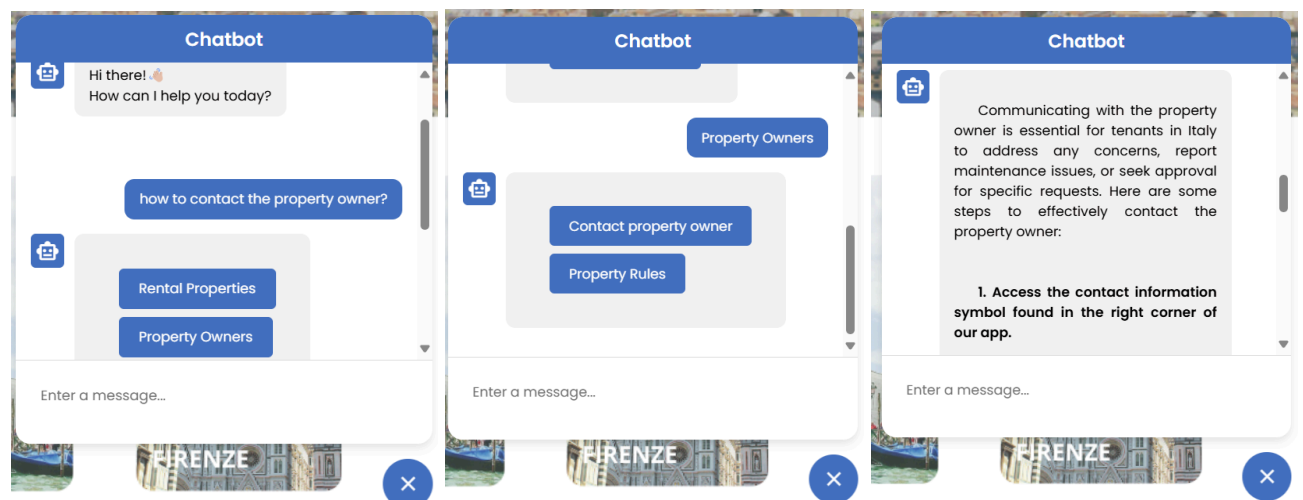 Chatbot
Hi there!👋🏼
How can I help you today?
how to contact the property owner?
Rental Properties
Property Owners
Enter a message...
FIRENZE
Chatbot
Property Owners
Contact property owner
Property Rules
Enter a message...
FIRENZE
Chatbot
Communicating with the property
owner is essential for tenants in Italy
to address any concerns, report
maintenance issues, or seek approval
for specific requests. Here are some
steps to effectively contact the
property owner:
1. Access the contact information
symbol found in the right corner of
our app.
Enter a message...
FIRENZE